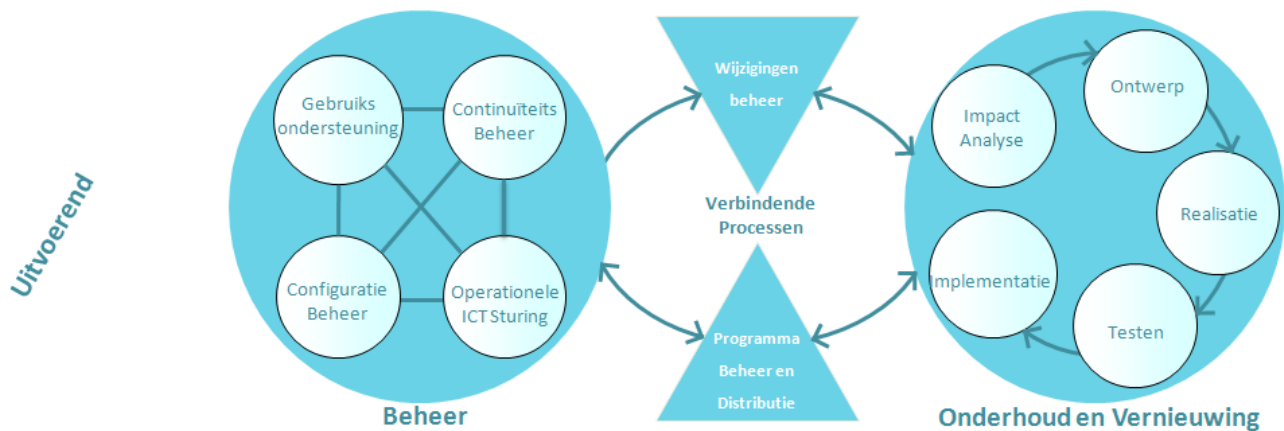 Uitvoerend
Gebruiks
ondersteuning
Continuïteits
Beheer
Configuratie
Beheer
Operationele
ICT Sturing
Beheer
Wijzigingen
beheer
Verbindende
Processen
Programma
Beheer en
Distributie
Impact
Analyse
Ontwerp
Realisatie
Testen
Implementatie
Onderhoud en Vernieuwing